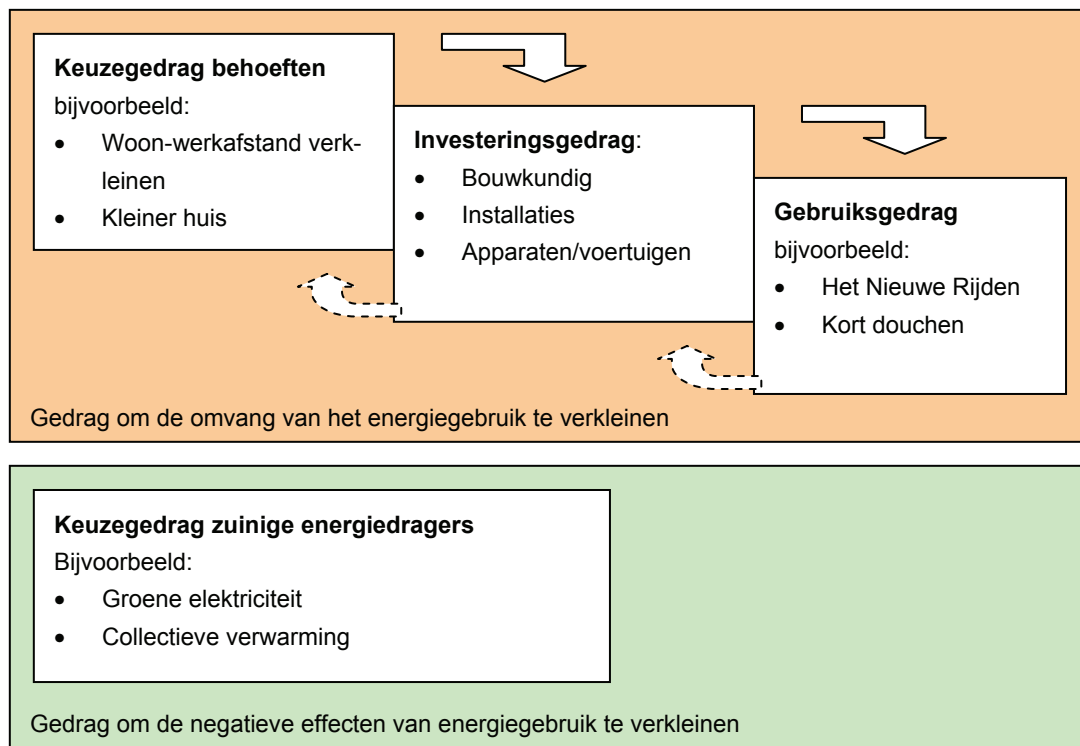 Keuzegedrag behoeften
bijvoorbeeld:
• Woon-werkafstand verk-
leinen
• Kleiner huis
Investeringsgedrag:
• Bouwkundig
• Installaties
• Apparaten/voertuigen
Gebruiksgedrag
bijvoorbeeld:
• Het Nieuwe Rijden
• Kort douchen
Gedrag om de omvang van het energiegebruik te verkleinen
Keuzegedrag zuinige energiedragers
Bijvoorbeeld:
• Groene elektriciteit
• Collectieve verwarming
Gedrag om de negatieve effecten van energiegebruik te verkleinen